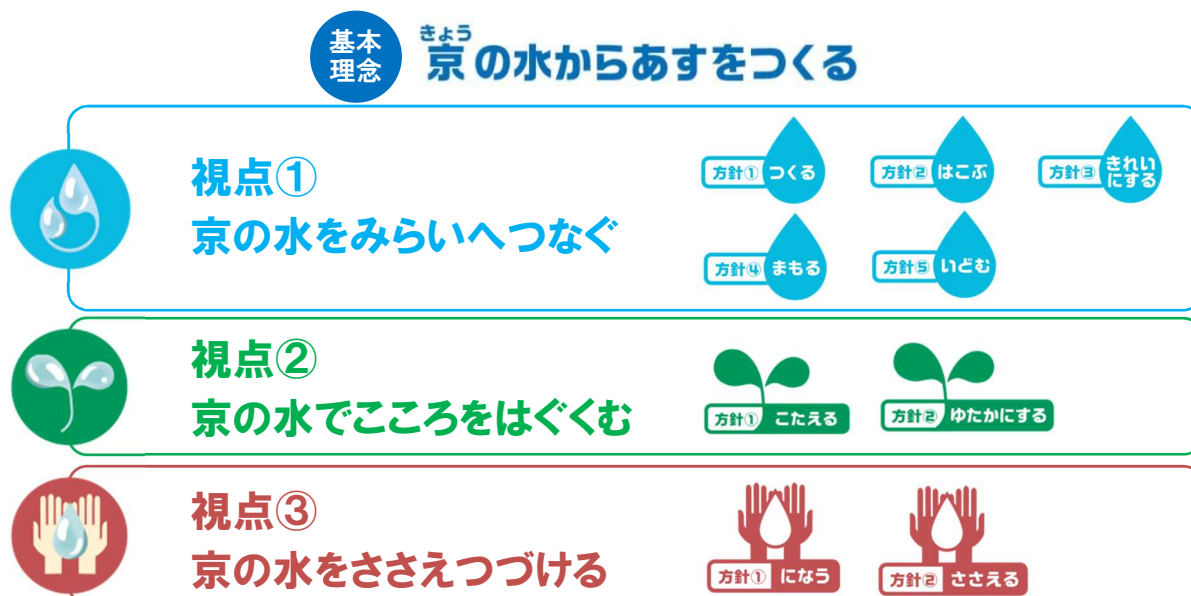 基本
理念
きょう
京の水からあすをつくる
視点①
京の水をみらいへつなぐ
方針① つくる
方針② はこぶ
方針③ きれい
にする
方針④ まもる
方針⑤ いどむ
視点②
京の水でこころをはぐくむ
方針① こたえる
方針② ゆたかにする
視点③
京の水をささえつづける
方針① になう
方針② ささえる